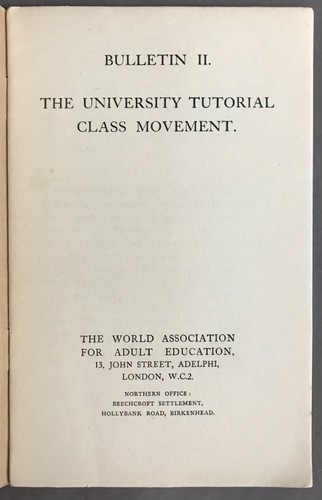 BULLETIN II.
THE UNIVERSITY TUTORIAL
CLASS MOVEMENT.
THE WORLD ASSOCIATION
FOR ADULT EDUCATION,
13, JOHN STREET, ADELPHI,
LONDON, W.C.2.
NORTHERN OFFICE:
BEECHCROFT SETTLEMENT,
HOLLYBANK ROAD, BIRKENHEAD.